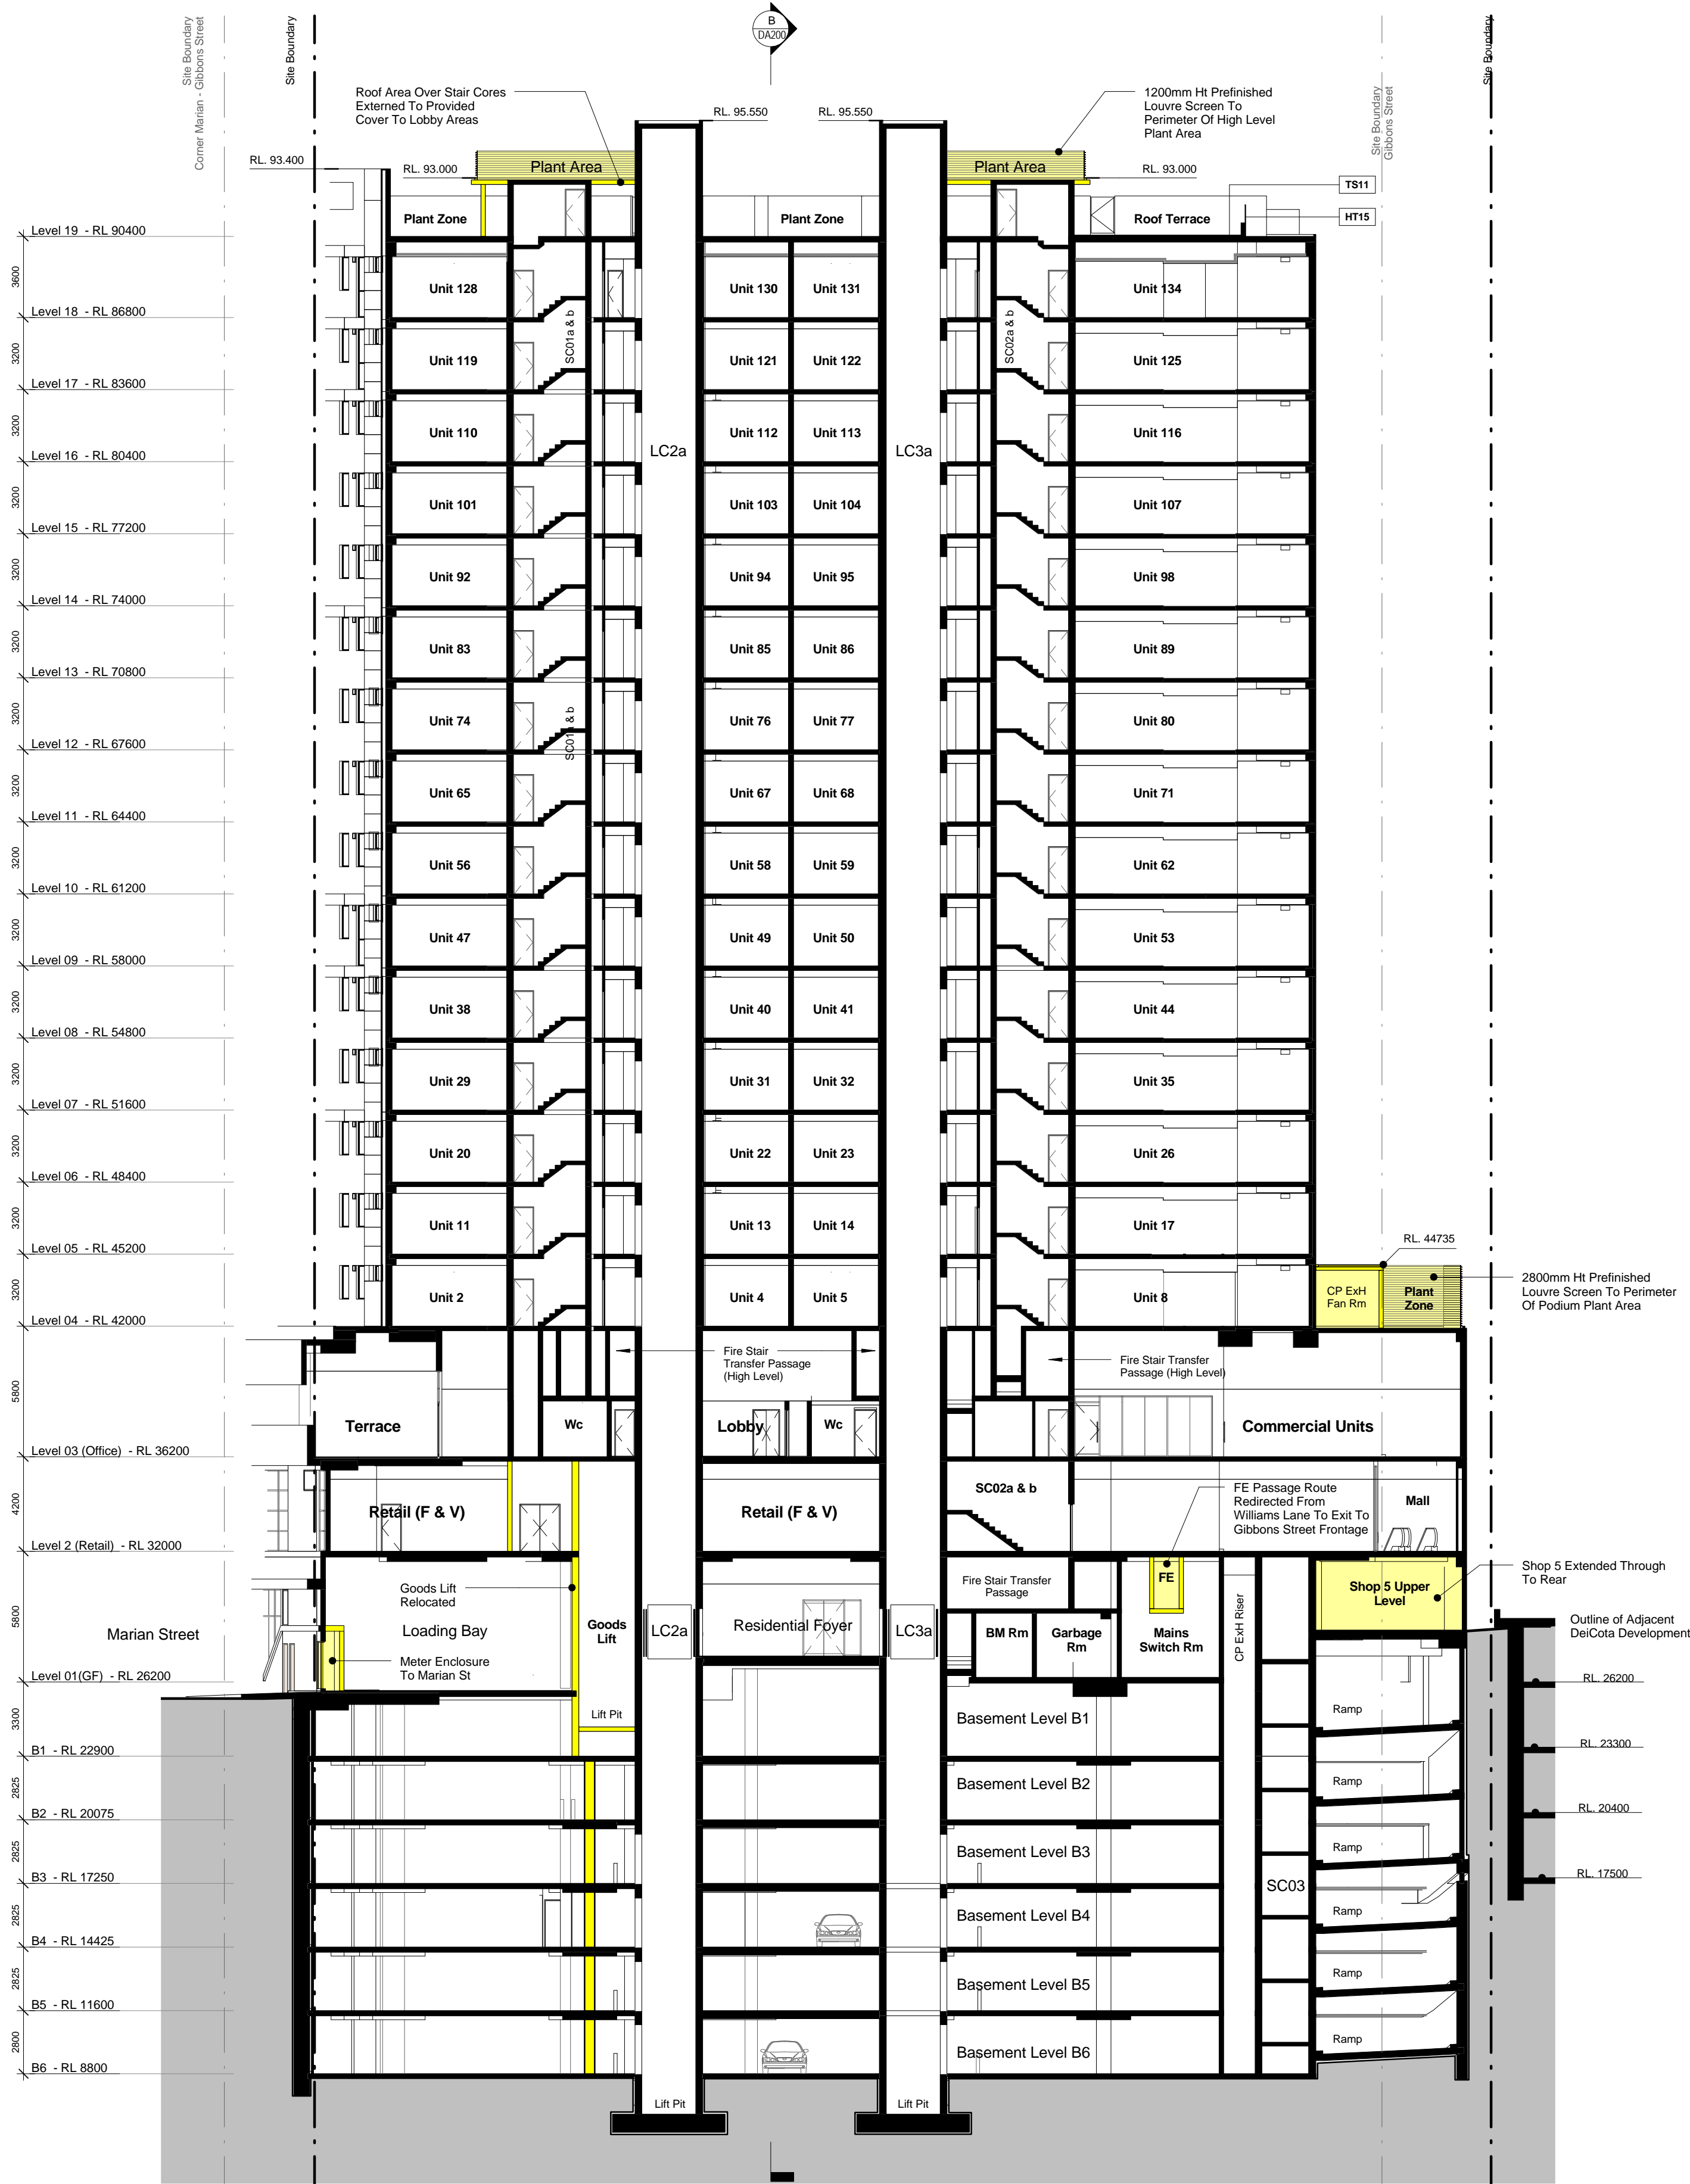 B
DA200
Site Boundary
Corner Marian - Gibbons Street
Site Boundary
Site Boundary
Gibbons Street
Site Boundary
Roof Area Over Stair Cores
Externed To Provided
Cover To Lobby Areas
1200mm Ht Prefinished
Louvre Screen To
Perimeter Of High Level
Plant Area
RL. 95.550
RL. 95.550
RL. 93.400
RL. 93.000
Plant Area
Plant Area
RL. 93.000
TS11
HT15
Plant Zone
Plant Zone
Roof Terrace
Level 19 - RL 90400
3600
Unit 128
Unit 130
Unit 131
Unit 134
Level 18 - RL 86800
SC01a & b
SC02a & b
3200
Unit 119
Unit 121
Unit 122
Unit 125
Level 17 - RL 83600
3200
Unit 110
Unit 112
Unit 113
Unit 116
LC2a
LC3a
Level 16 - RL 80400
3200
Unit 101
Unit 103
Unit 104
Unit 107
Level 15 - RL 77200
3200
Unit 92
Unit 94
Unit 95
Unit 98
Level 14 - RL 74000
3200
Unit 83
Unit 85
Unit 86
Unit 89
Level 13 - RL 70800
3200
Unit 74
SC01a & b
Unit 76
Unit 77
Unit 80
Level 12 - RL 67600
3200
Unit 65
Unit 67
Unit 68
Unit 71
Level 11 - RL 64400
3200
Unit 56
Unit 58
Unit 59
Unit 62
Level 10 - RL 61200
3200
Unit 47
Unit 49
Unit 50
Unit 53
Level 09 - RL 58000
3200
Unit 38
Unit 40
Unit 41
Unit 44
Level 08 - RL 54800
3200
Unit 29
Unit 31
Unit 32
Unit 35
Level 07 - RL 51600
3200
Unit 20
Unit 22
Unit 23
Unit 26
Level 06 - RL 48400
3200
Unit 11
Unit 13
Unit 14
Unit 17
Level 05 - RL 45200
RL. 44735
3200
Unit 2
Unit 4
Unit 5
Unit 8
CP ExH
Fan Rm
Plant
Zone
2800mm Ht Prefinished
Louvre Screen To Perimeter
Of Podium Plant Area
Level 04 - RL 42000
5800
Fire Stair
Transfer Passage
(High Level)
Fire Stair Transfer
Passage (High Level)
Terrace
Wc
Lobby
Wc
Commercial Units
Level 03 (Office) - RL 36200
4200
Retail (F & V)
Retail (F & V)
SC02a & b
FE Passage Route
Redirected From
Williams Lane To Exit To
Gibbons Street Frontage
Mall
Level 2 (Retail) - RL 32000
5800
Goods Lift
Relocated
Fire Stair Transfer
Passage
FE
Shop 5 Upper
Level
Shop 5 Extended Through
To Rear
Marian Street
Loading Bay
Goods
Lift
LC2a
Residential Foyer
LC3a
BM Rm
Garbage
Rm
Mains
Switch Rm
CP ExH Riser
Outline of Adjacent
DeiCota Development
Meter Enclosure
To Marian St
Level 01(GF) - RL 26200
RL. 26200
3300
Lift Pit
Basement Level B1
Ramp
B1 - RL 22900
RL. 23300
2825
Basement Level B2
Ramp
B2 - RL 20075
RL. 20400
2825
Basement Level B3
Ramp
B3 - RL 17250
RL. 17500
SC03
2825
Basement Level B4
Ramp
B4 - RL 14425
2825
Basement Level B5
Ramp
B5 - RL 11600
2800
Basement Level B6
Ramp
B6 - RL 8800
Lift Pit
Lift Pit